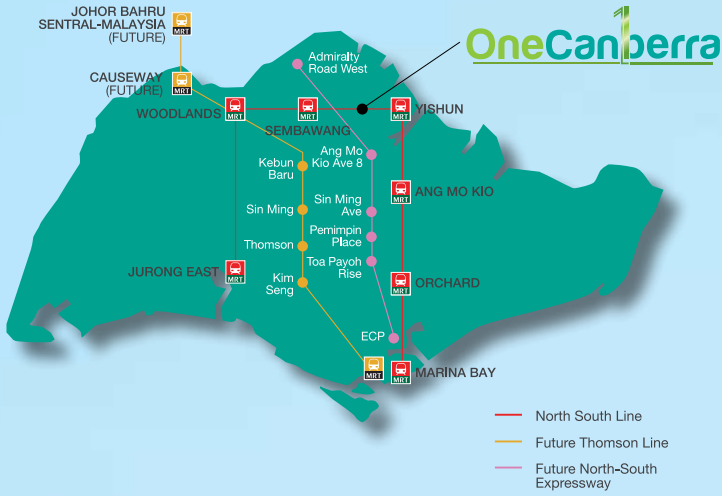 JOHOR BAHRU
SENTRAL-MALAYSIA
(FUTURE)
MRT
OneCanberra
Admiralty
Road West
CAUSEWAY
(FUTURE)
MRT
WOODLANDS
MRT
SEMBAWANG
MRT
YISHUN
MRT
Ang Mo
Kio Ave 8
Kebun
Baru
ANG MO KIO
MRT
Sin Ming
Sin Ming
Ave
Pemimpin
Place
Thomson
Toa Payoh
Rise
JURONG EAST
MRT
Kim
Seng
ORCHARD
MRT
ECP
MRT
MRT
MARINA BAY
North South Line
Future Thomson Line
Future North-South
Expressway